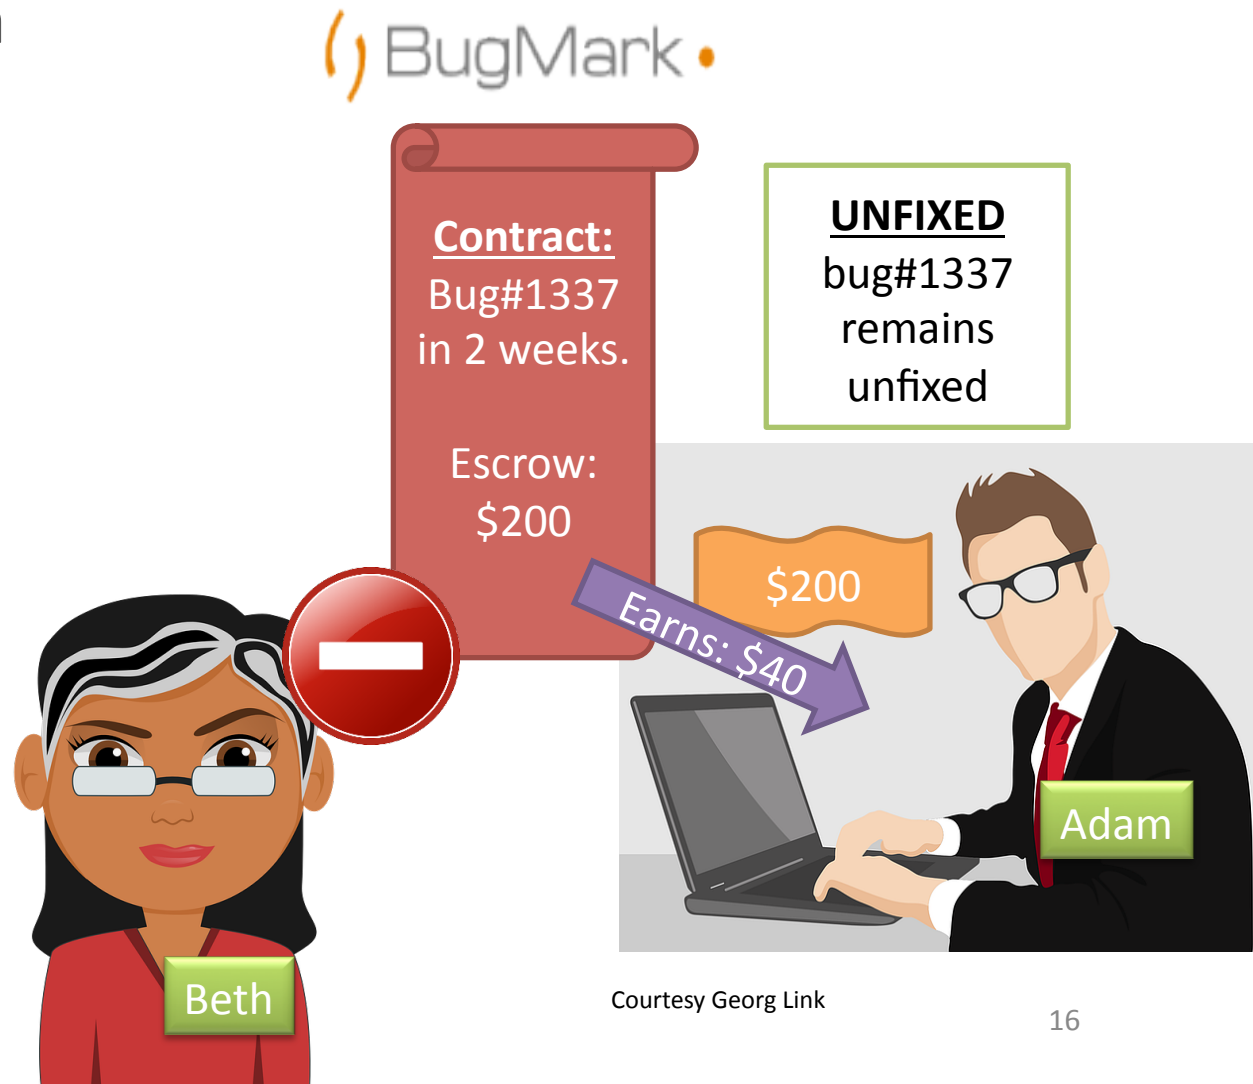 BugMark
Contract:
Bug#1337
in 2 weeks.
Escrow:
$200
UNFIXED
bug#1337
remains
unfixed
$200
Earns: $40
Adam
Beth
Courtesy Georg Link
16